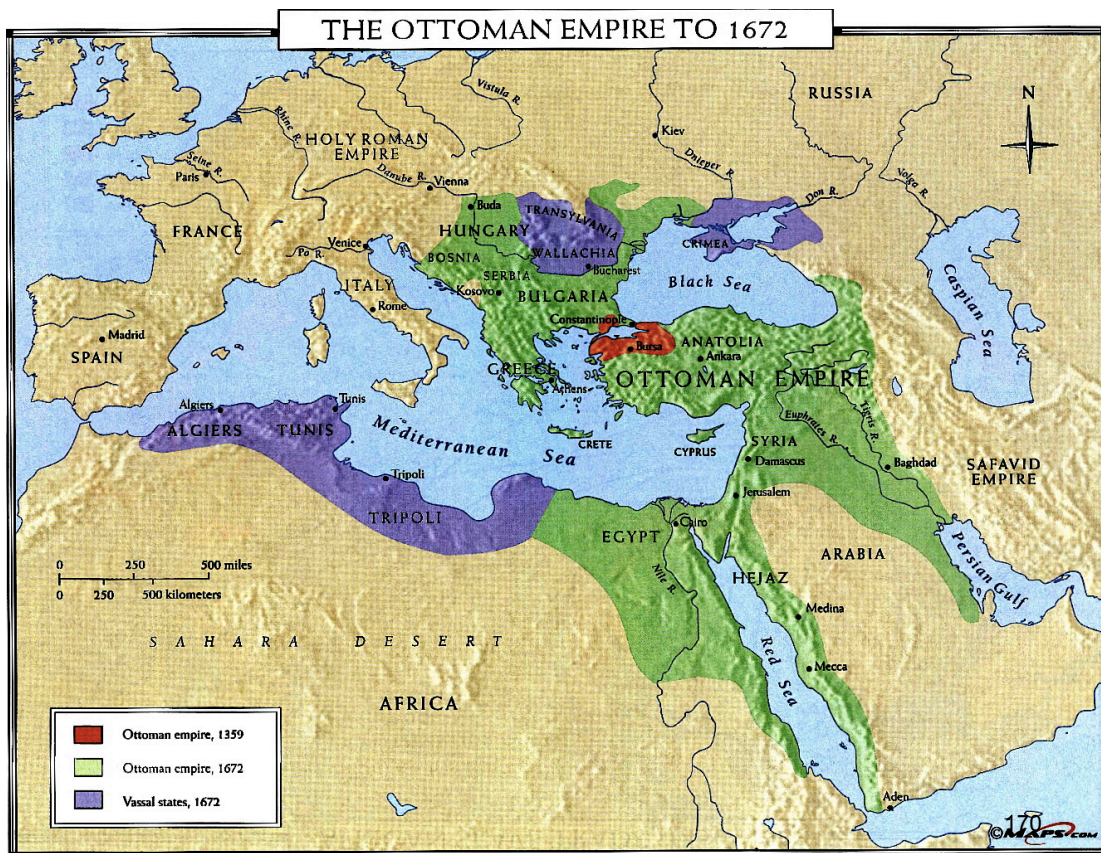 THE OTTOMAN EMPIRE TO 1672
RUSSIA
N
Vistula R.
Rhine R.
HOLY ROMAN
EMPIRE
Kiev
Dnieper R.
Seine R.
Paris
Danube R.
Vienna
Volga R.
Don R.
Buda
TRANSYLVANIA
FRANCE
HUNGARY
Venice
WALLACHIA
CRIMEA
Po R.
BOSNIA
Bucharest
SERBIA
ITALY
Kosovo
BULGARIA
Black Sea
Caspian Sea
Rome
Constantinople
Madrid
SPAIN
Bursa
ANATOLIA
Ankara
GREECE
Athens
OTTOMAN EMPIRE
Algiers
Tunis
ALGIERS
TUNIS
Mediterranean Sea
CRETE
CYPRUS
SYRIA
Euphrates R.
Tigris R.
Damascus
Baghdad
SAFAVID
EMPIRE
Tripoli
Jerusalem
TRIPOLI
EGYPT
Cairo
ARABIA
Persian Gulf
0 250 500 miles
0 250 500 kilometers
Nile R.
HEJAZ
Medina
SAHARA DESERT
Red Sea
Mecca
AFRICA
Ottoman empire, 1359
Ottoman empire, 1672
Vassal states, 1672
Aden
170
©MAPS.COM